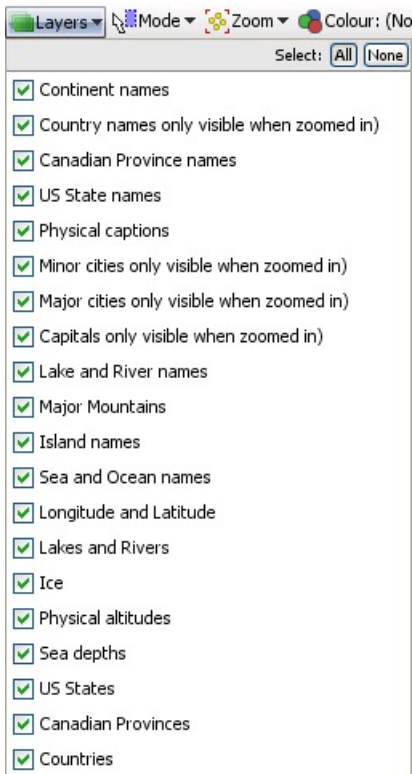 Layers Mode Zoom Colour: (No
Select: All None
Continent names
Country names only visible when zoomed in)
Canadian Province names
US State names
Physical captions
Minor cities only visible when zoomed in)
Major cities only visible when zoomed in)
Capitals only visible when zoomed in)
Lake and River names
Major Mountains
Island names
Sea and Ocean names
Longitude and Latitude
Lakes and Rivers
Ice
Physical altitudes
Sea depths
US States
Canadian Provinces
Countries